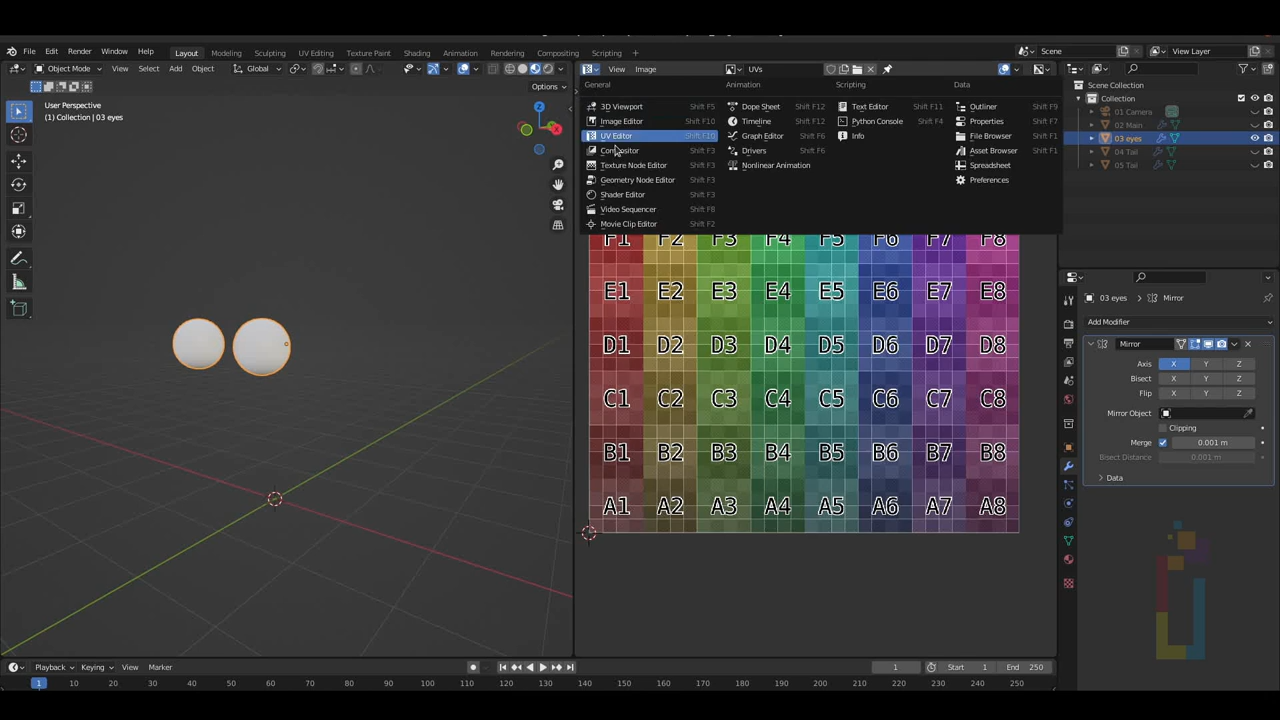 File Edit Render Window Help Layout Modeling Sculpting UV Editing Texture Paint Shading Animation Rendering Compositing Scripting + Scene View Layer
Object Mode View Select Add Object Global View Image UVs
Options
General Animation Scripting Data
User Perspective
(1) Collection | 03 eyes
Z
X
3D Viewport Shift F5 Dope Sheet Shift F12 Text Editor Shift F11 Outliner Shift F9
Image Editor Shift F10 Timeline Shift F12 Python Console Shift F4 Properties Shift F7
UV Editor Shift F10 Graph Editor Shift F6 Info File Browser Shift F1
Compositor Shift F3 Drivers Shift F6 Asset Browser Shift F1
Texture Node Editor Shift F3 Nonlinear Animation Spreadsheet
Geometry Node Editor Shift F3 Preferences
Shader Editor Shift F3
Video Sequencer Shift F8
Movie Clip Editor Shift F2
Scene Collection
Collection
01 Camera
02 Main
03 eyes
04 Tail
05 Tail
F1 F2 F3 F4 F5 F6 F7 F8
E1 E2 E3 E4 E5 E6 E7 E8
D1 D2 D3 D4 D5 D6 D7 D8
C1 C2 C3 C4 C5 C6 C7 C8
B1 B2 B3 B4 B5 B6 B7 B8
A1 A2 A3 A4 A5 A6 A7 A8
03 eyes > Mirror
Add Modifier
Mirror
Axis X Y Z
Bisect X Y Z
Flip X Y Z
Mirror Object
Clipping
Merge 0.001 m
Bisect Distance 0.001 m
Data
Playback Keying View Marker 1 Start 1 End 250
1 10 20 30 40 50 60 70 80 90 100 110 120 130 140 150 160 170 180 190 200 210 220 230 240 250